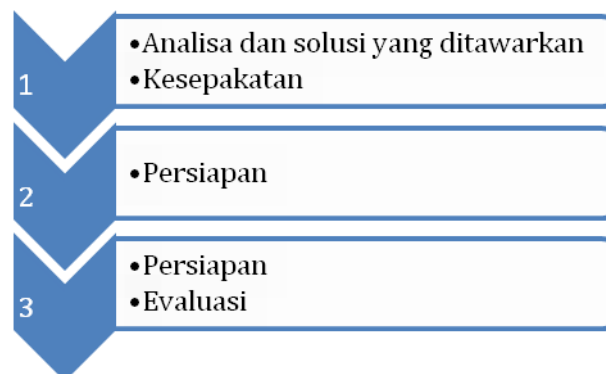 1
•Analisa dan solusi yang ditawarkan
•Kesepakatan
2
•Persiapan
3
•Persiapan
•Evaluasi